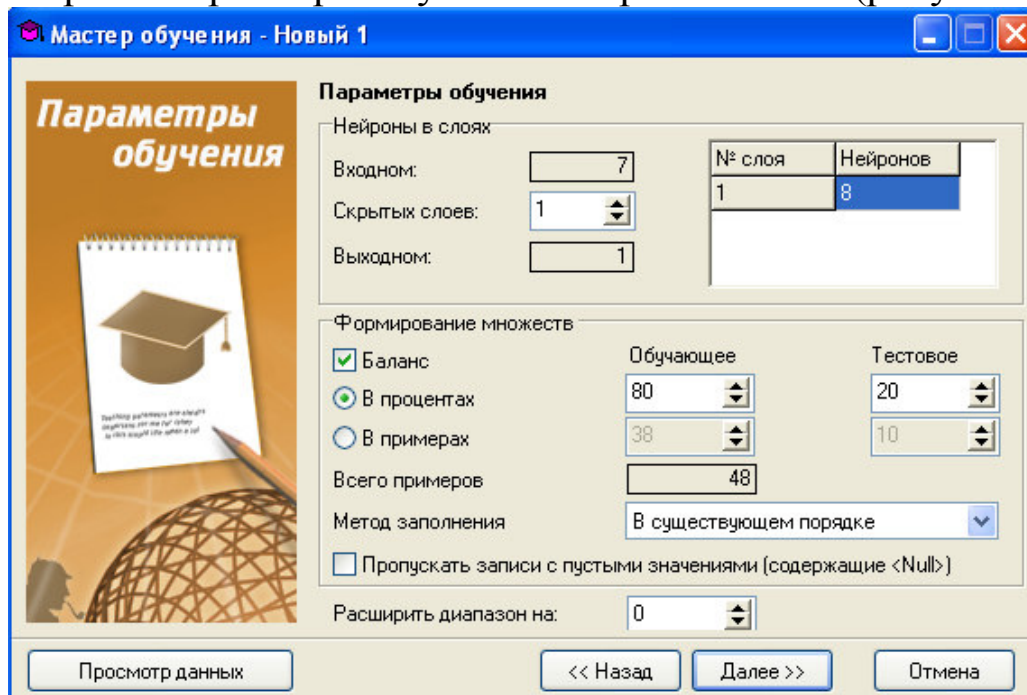 Мастер обучения - Новый 1
Параметры
обучения
Параметры обучения
Нейроны в слоях
Входном: 7
Скрытых слоев: 1
Выходном: 1
№ слоя Нейронов
1 8
Формирование множеств
Баланс Обучающее Тестовое
В процентах 80 20
В примерах 38 10
Всего примеров 48
Метод заполнения В существующем порядке
Пропускать записи с пустыми значениями (содержащие <Null>)
Расширить диапазон на: 0
Просмотр данных << Назад Далее >> Отмена